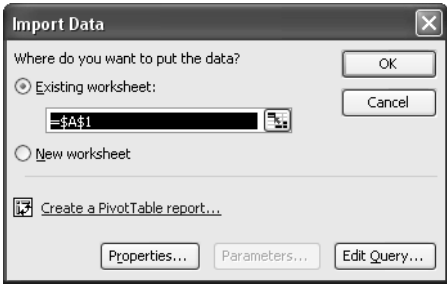 Import Data
Where do you want to put the data?
Existing worksheet:
=$A$1
New worksheet
Create a PivotTable report...
OK
Cancel
Properties...
Parameters...
Edit Query...